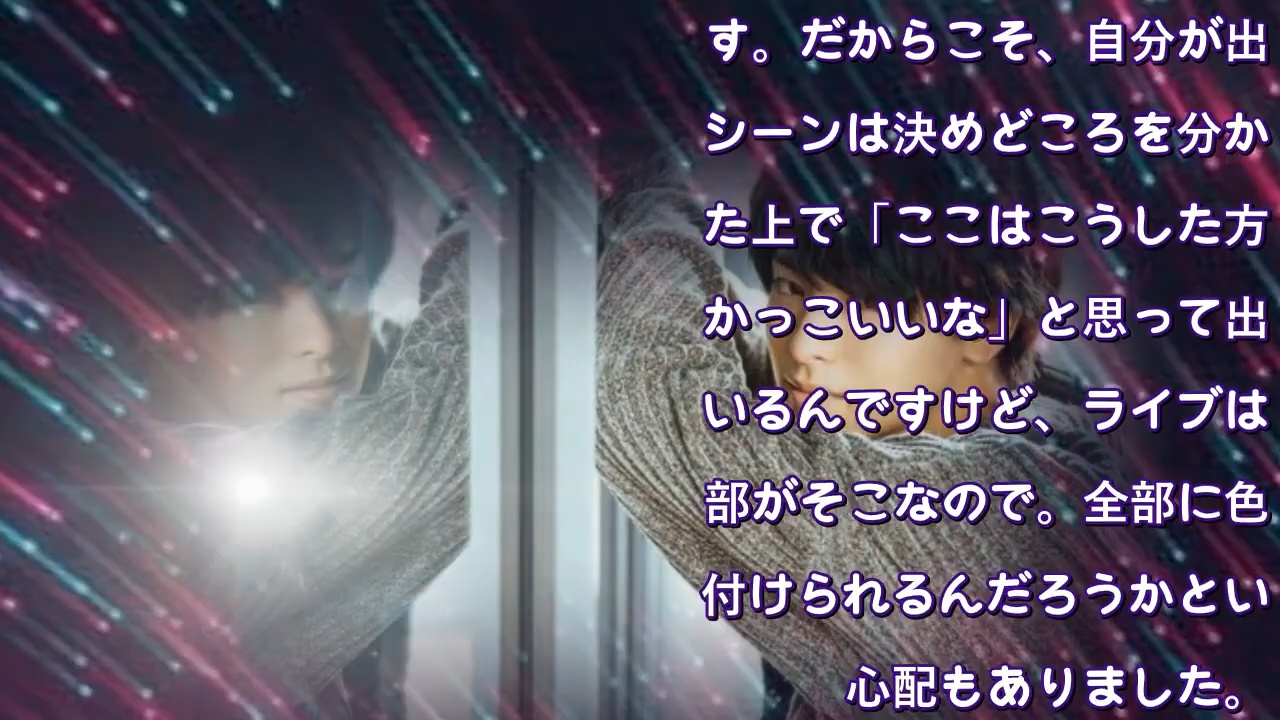 す。だからこそ、自分が出
シーンは決めどころを分か
た上で「ここはこうした方
かっこいいな」と思って出
いるんですけど、ライブは
部がそこなので。全部に色
付けられるんだろうかとい
心配もありました。